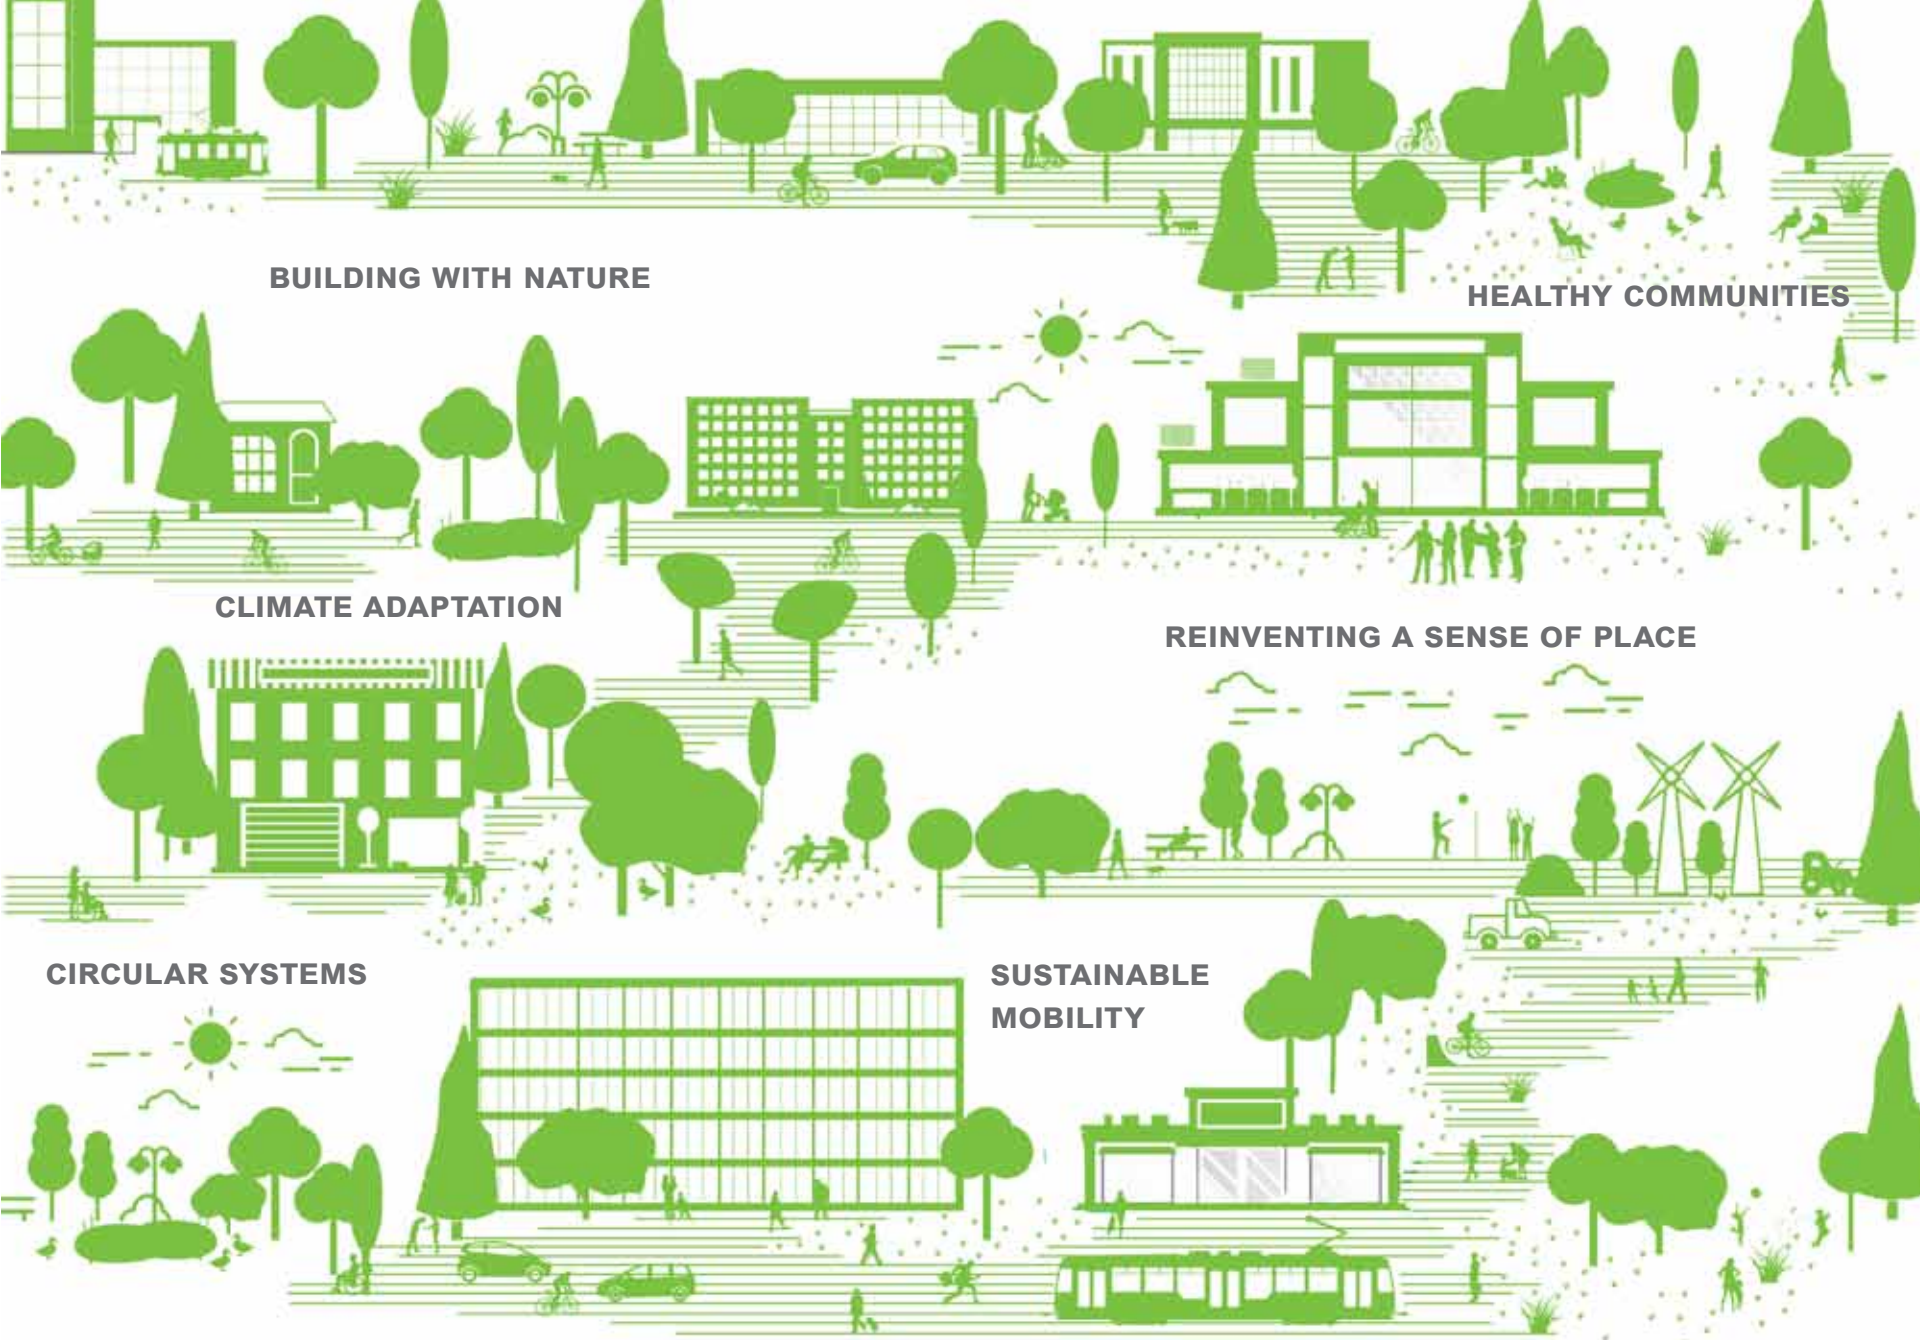 BUILDING WITH NATURE
HEALTHY COMMUNITIES
CLIMATE ADAPTATION
REINVENTING A SENSE OF PLACE
CIRCULAR SYSTEMS
SUSTAINABLE
MOBILITY